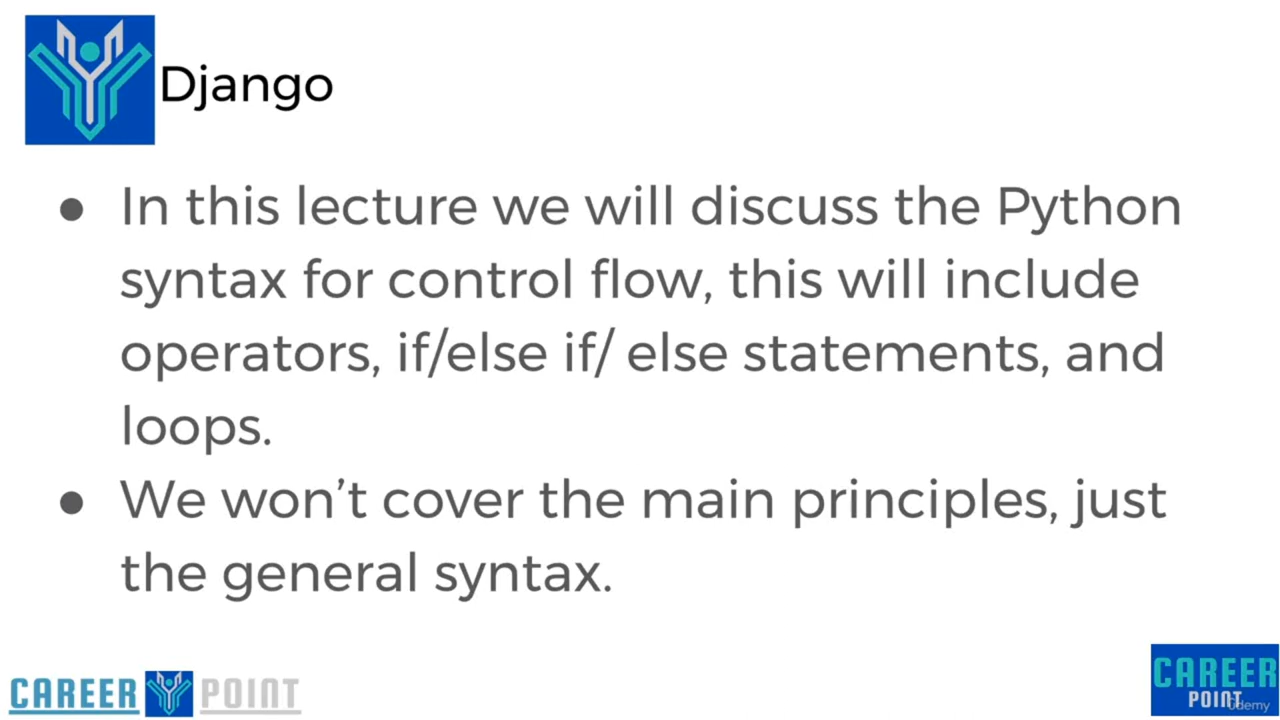 Django
● In this lecture we will discuss the Python
syntax for control flow, this will include
operators, if/else if/ else statements, and
loops.
● We won’t cover the main principles, just
the general syntax.
CAREER POINT
CAREER
POINT
Udemy